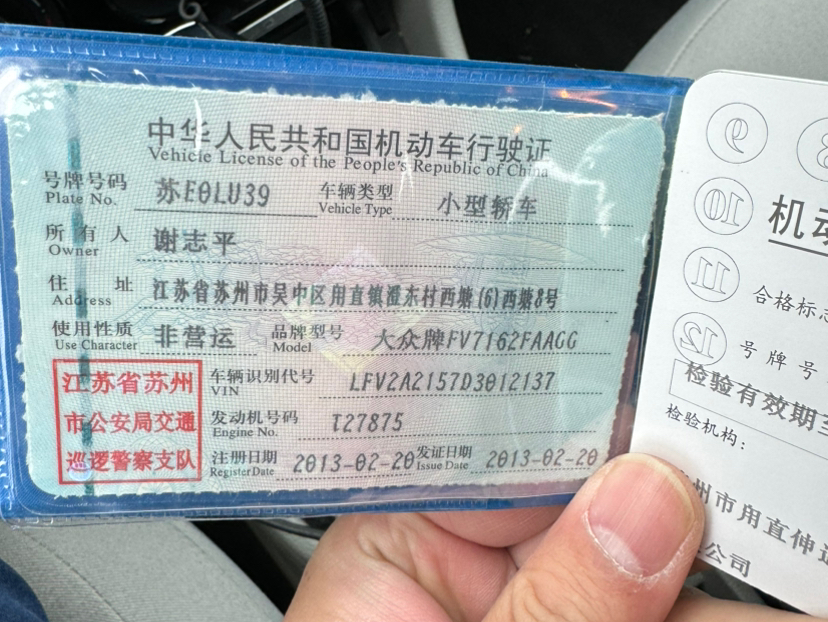 中华人民共和国机动车行驶证
Vehicle License of the People's Republic of China
号牌号码 苏E0LU39 车辆类型 小型轿车
Plate No. Vehicle Type
所有人 谢志平
Owner
住址 江苏省苏州市吴中区甪直镇澄东村西塘(6)西塘8号
Address
使用性质 非营运 品牌型号 大众牌FV7162FAAGG
Use Character Model
江苏省苏州
市公安局交通
巡逻警察支队
车辆识别代号 LFV2A2157D3012137
VIN
发动机号码 T27875
Engine No.
注册日期 2013-02-20 发证日期 2013-02-20
Register Date Issue Date
9
10
11
12
机动
合格标志
号牌号
检验有效期至
检验机构:
州市甪直伸
公司